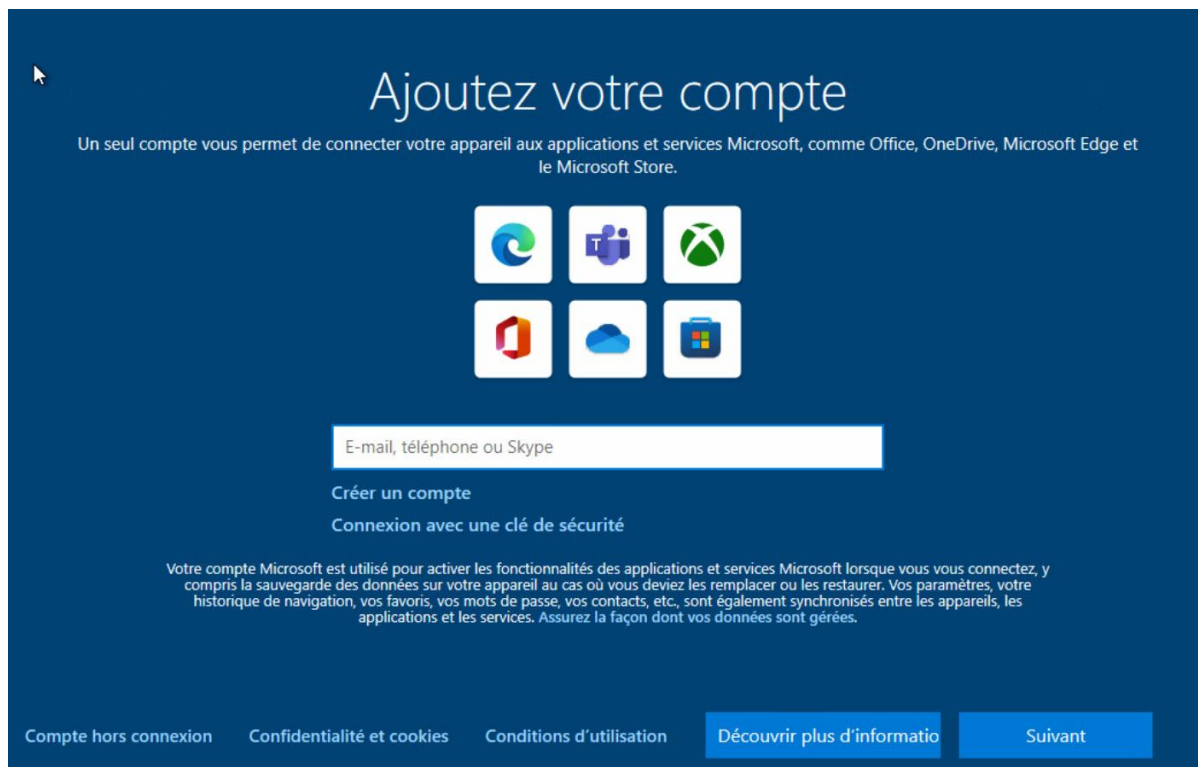 Ajoutez votre compte
Un seul compte vous permet de connecter votre appareil aux applications et services Microsoft, comme Office, OneDrive, Microsoft Edge et
le Microsoft Store.
T
E-mail, téléphone ou Skype
Créer un compte
Connexion avec une clé de sécurité
Votre compte Microsoft est utilisé pour activer les fonctionnalités des applications et services Microsoft lorsque vous vous connectez, y
compris la sauvegarde des données sur votre appareil au cas où vous deviez les remplacer ou les restaurer. Vos paramètres, votre
historique de navigation, vos favoris, vos mots de passe, vos contacts, etc., sont également synchronisés entre les appareils, les
applications et les services. Assurez la façon dont vos données sont gérées.
Compte hors connexion Confidentialité et cookies Conditions d'utilisation Découvrir plus d'informatio Suivant